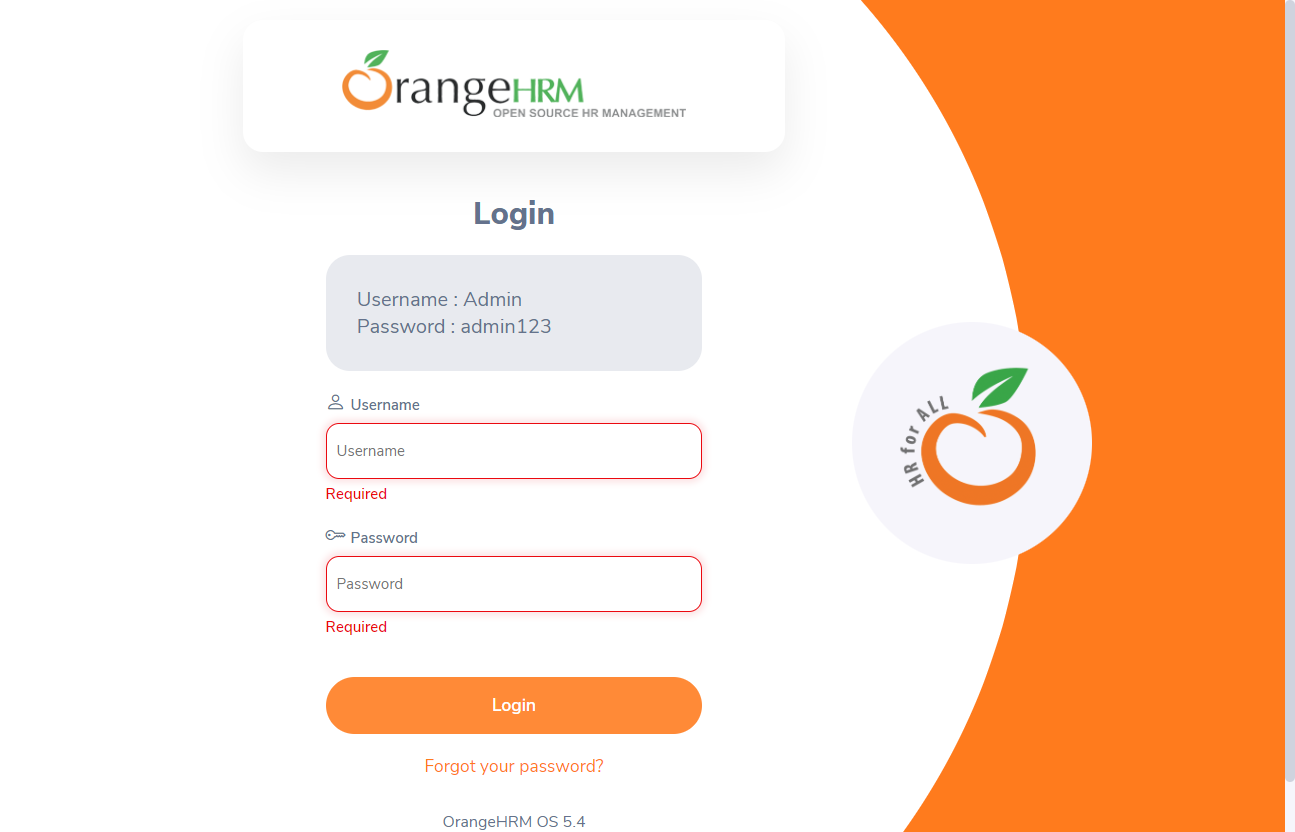 OrangeHRM
OPEN SOURCE HR MANAGEMENT
Login
Username : Admin
Password : admin123
Username
Username
Required
Password
Password
Required
Login
Forgot your password?
OrangeHRM OS 5.4
HR for ALL